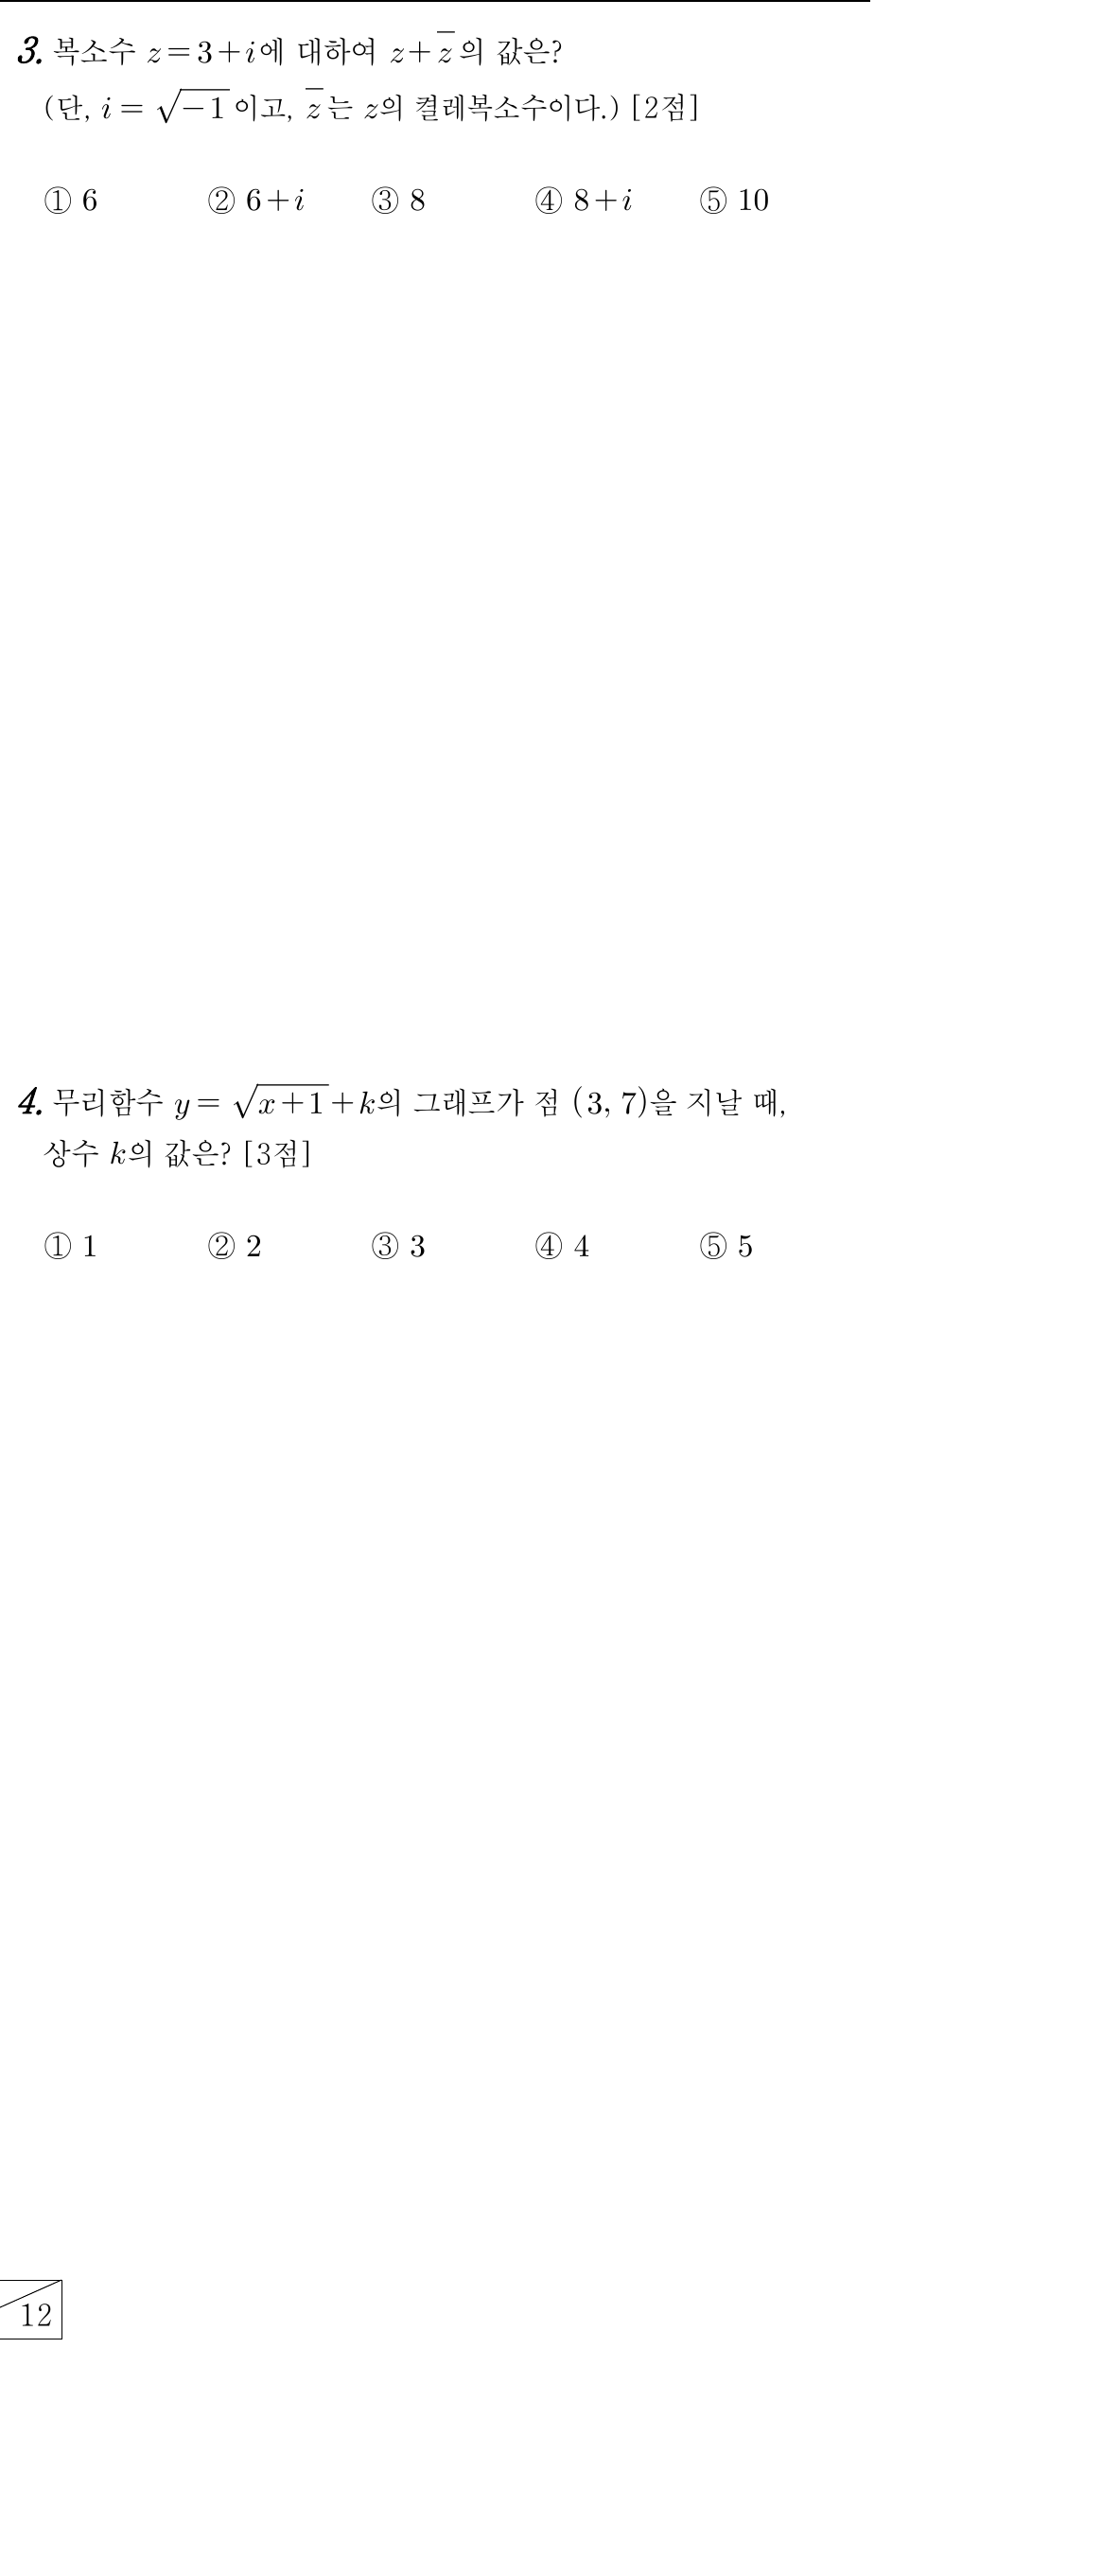 3. 복소수 z=3+i에 대하여 z+z̄의 값은?
(단, i=√−1이고, z̄는 z의 켤레복소수이다.) [2점]
① 6 ② 6+i ③ 8 ④ 8+i ⑤ 10
4. 무리함수 y=√(x+1)+k의 그래프가 점 (3, 7)을 지날 때,
상수 k의 값은? [3점]
① 1 ② 2 ③ 3 ④ 4 ⑤ 5
12